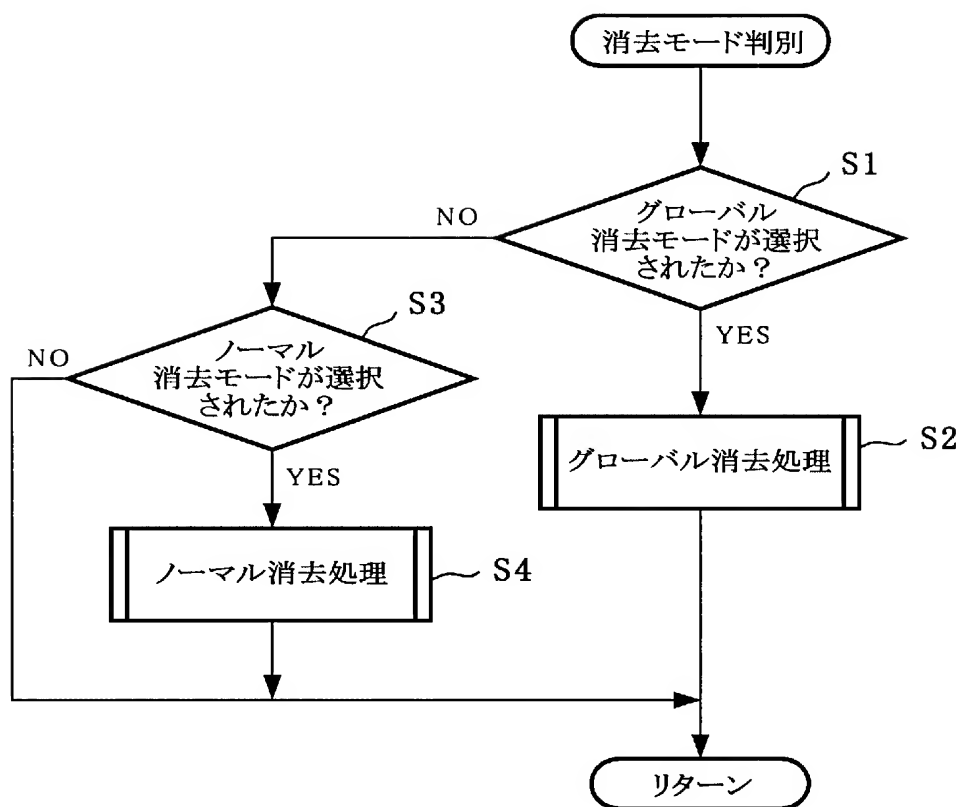 消去モード判別
S1
グローバル
消去モードが選択
されたか？
NO
YES
S3
ノーマル
消去モードが選択
されたか？
NO
YES
S2
グローバル消去処理
S4
ノーマル消去処理
リターン